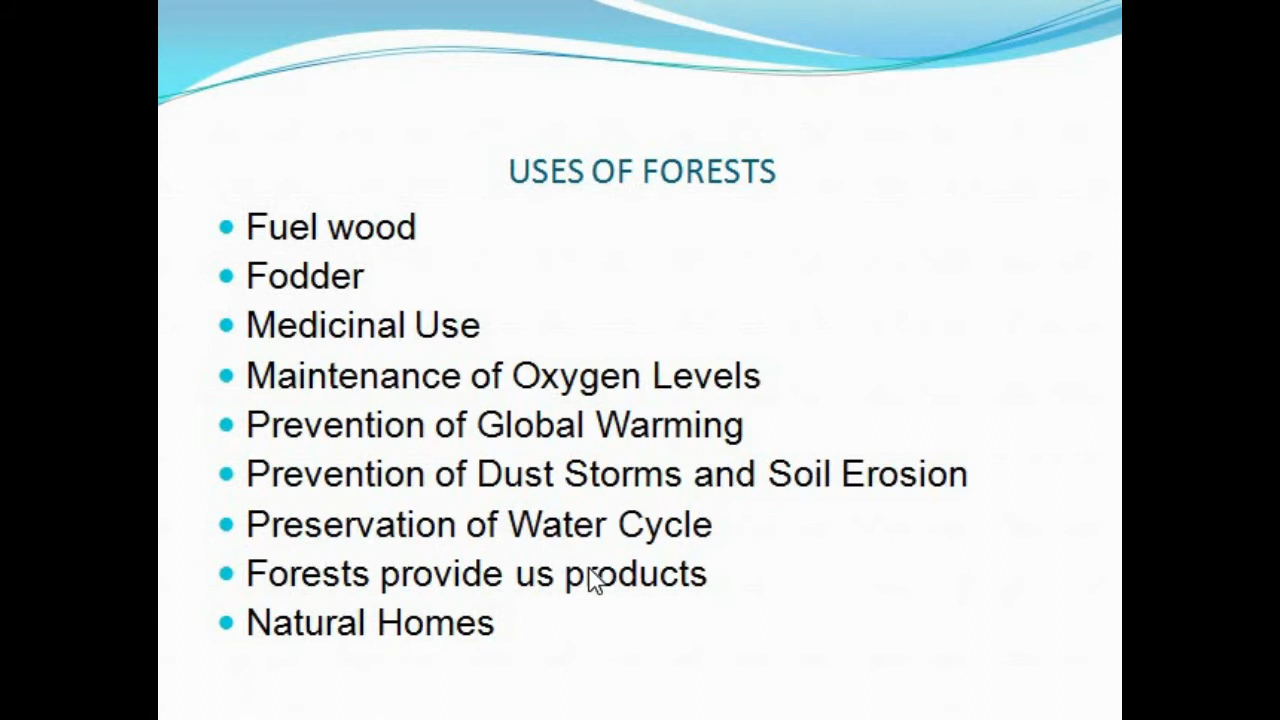 USES OF FORESTS
Fuel wood
Fodder
Medicinal Use
Maintenance of Oxygen Levels
Prevention of Global Warming
Prevention of Dust Storms and Soil Erosion
Preservation of Water Cycle
Forests provide us products
Natural Homes